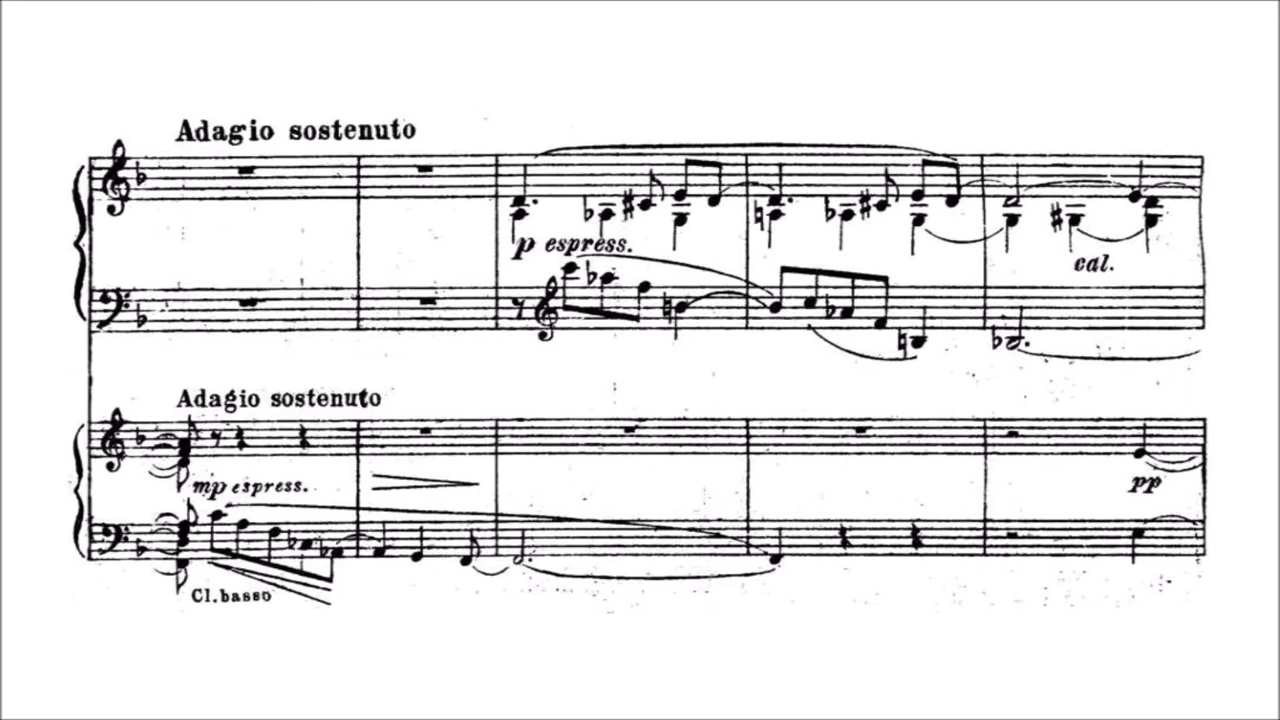 Adagio sostenuto
p espress.
cal.
Adagio sostenuto
mp espress.
pp
Cl. basso